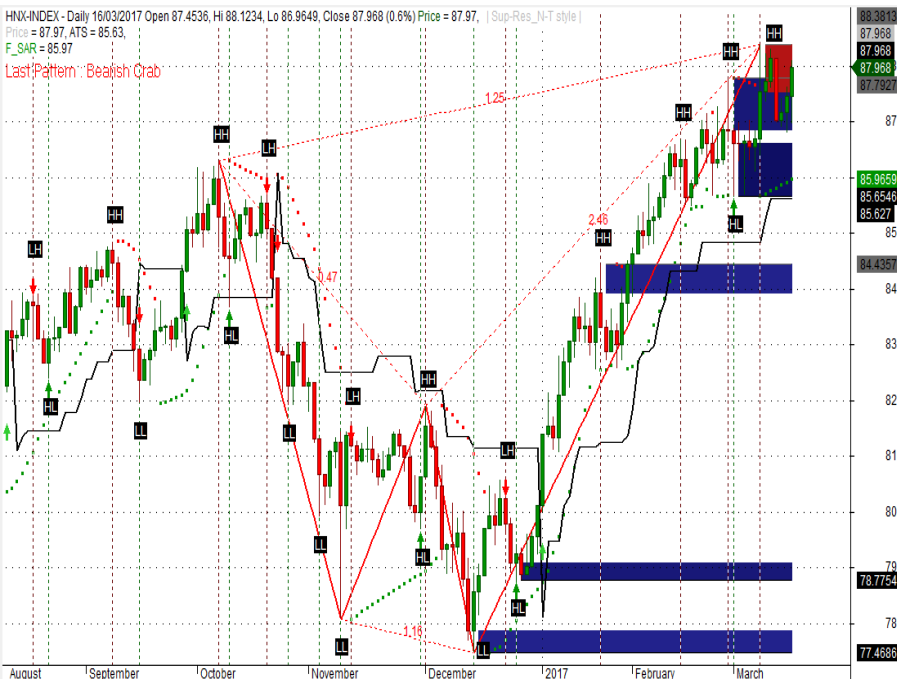 HNX-INDEX - Daily 16/03/2017 Open 87.4536, Hi 88.1234, Lo 86.9649, Close 87.968 (0.6%) Price = 87.97, | Sup-Res_N-T style |
Price = 87.97, ATS = 85.63,
F_SAR = 85.97
Last Pattern : Bearish Crab
88.3813
87.968
87.968
87.968
87.7927
87
85.9659
85.6546
85.627
85
84.4357
84
83
82
81
80
79
78.7754
78
77.4686
HH
HH
HH
1.25
HH
LH
HH
LH
HL
2.46
HH
0.47
HL
HH
LH
HL
LL
LL
LH
LL
HL
HL
1.16
LL
LL
August
September
October
November
December
2017
February
March